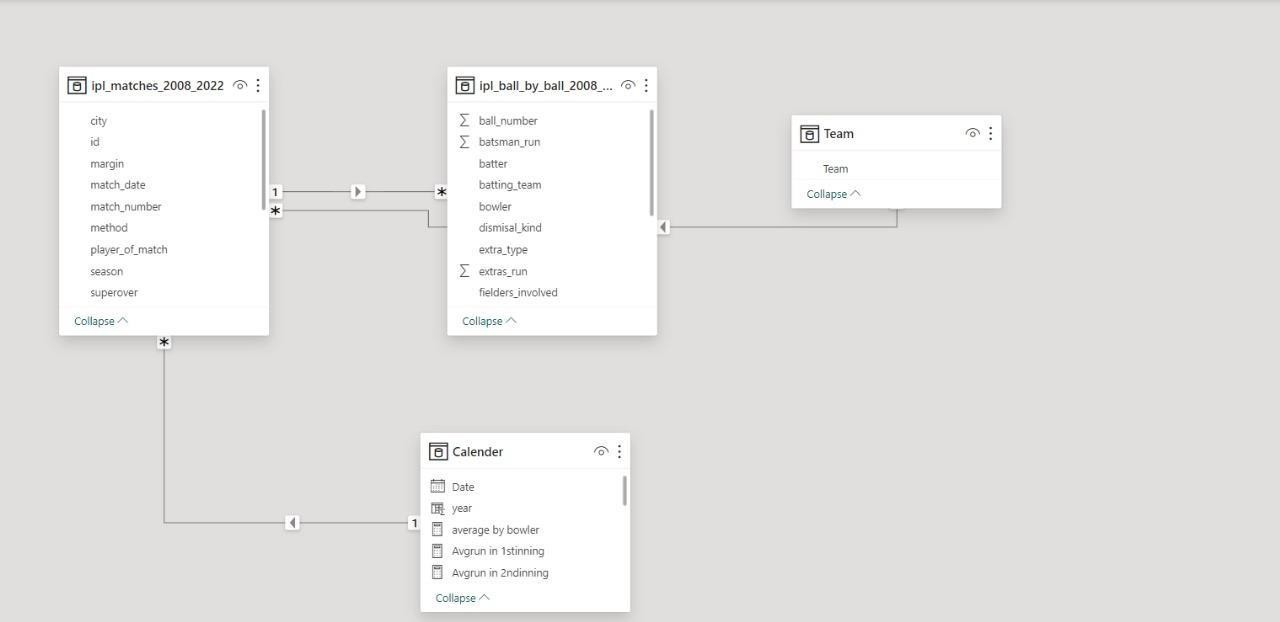 ipl_matches_2008_2022
city
id
margin
match_date
match_number
method
player_of_match
season
superover
Collapse
1
*
*
*
ipl_ball_by_ball_2008_...
ball_number
batsman_run
batter
batting_team
bowler
dismisal_kind
extra_type
extras_run
fielders_involved
Collapse
Team
Team
Collapse
*
1
Calender
Date
year
average by bowler
Avgrun in 1stinning
Avgrun in 2ndinning
Collapse